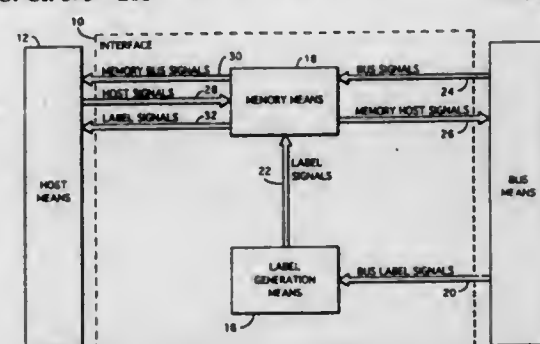 10
12
INTERFACE
30
18
MEMORY BUS SIGNALS
BUS SIGNALS
HOST SIGNALS
28
24
MEMORY MEANS
MEMORY HOST SIGNALS
LABEL SIGNALS
32
26
22
LABEL
SIGNALS
HOST
MEANS
BUS
MEANS
LABEL
GENERATION
MEANS
BUS LABEL SIGNALS
20
16